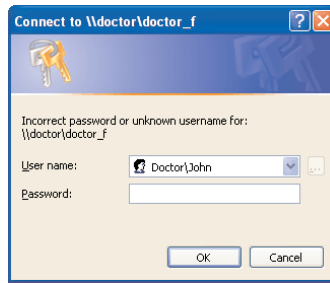 Connect to \\doctor\doctor_f
Incorrect password or unknown username for:
\\doctor\doctor_f
User name: Doctor\John
Password:
OK Cancel